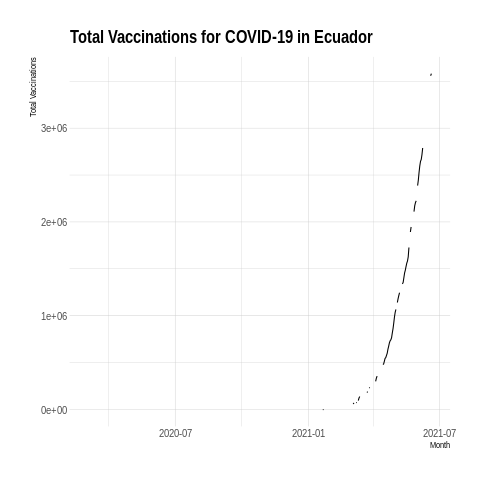 Total Vaccinations for COVID-19 in Ecuador
Total Vaccinations
3e+06
2e+06
1e+06
0e+00
2020-07
2021-01
2021-07
Month